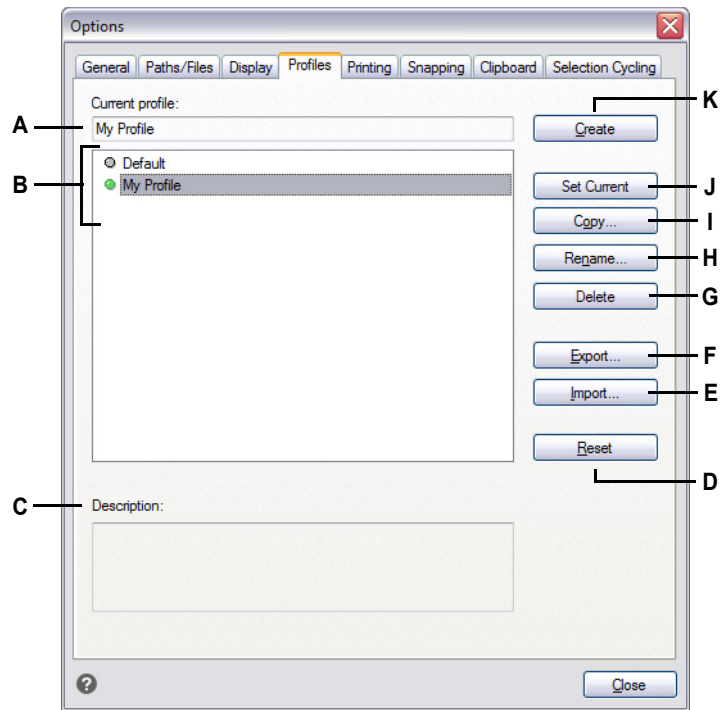 Options
General Paths/Files Display Profiles Printing Snapping Clipboard Selection Cycling
Current profile:
K
A My Profile Create
B Default
My Profile Set Current J
Copy... I
Rename... H
Delete G
Export... F
Import... E
Reset
D
C Description:
? Close